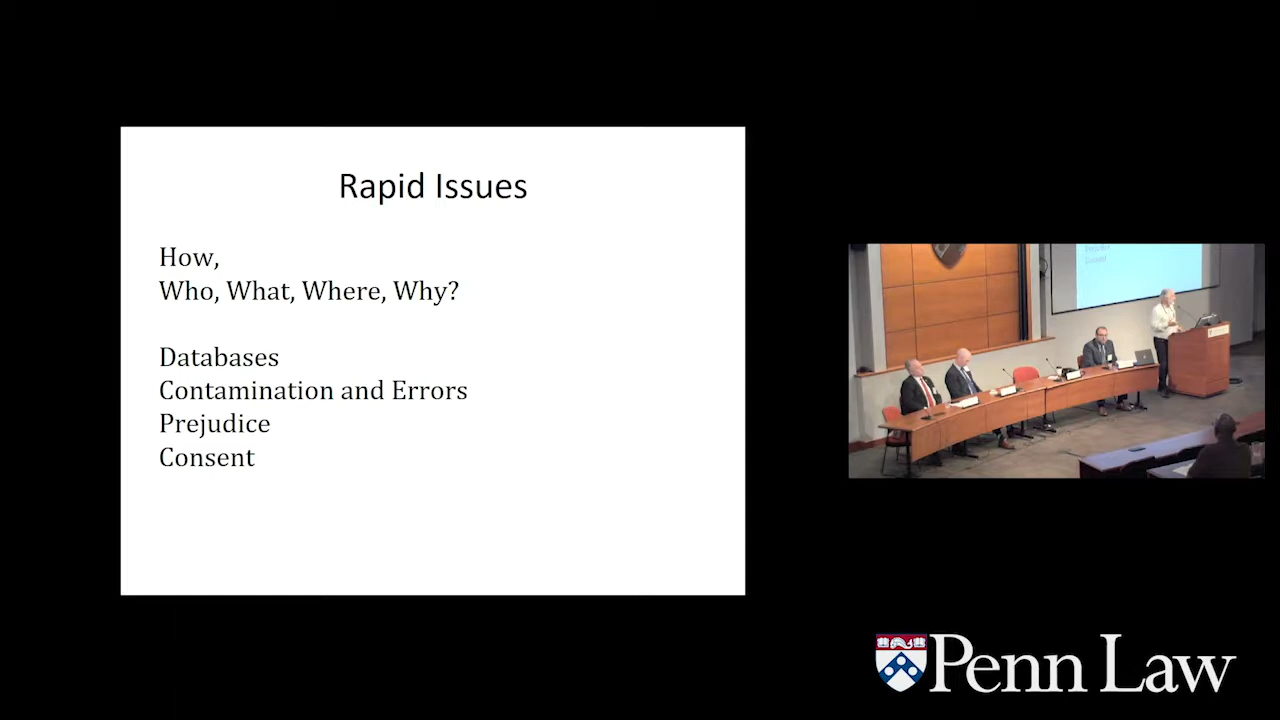 Rapid Issues
How,
Who, What, Where, Why?
Databases
Contamination and Errors
Prejudice
Consent
Penn Law